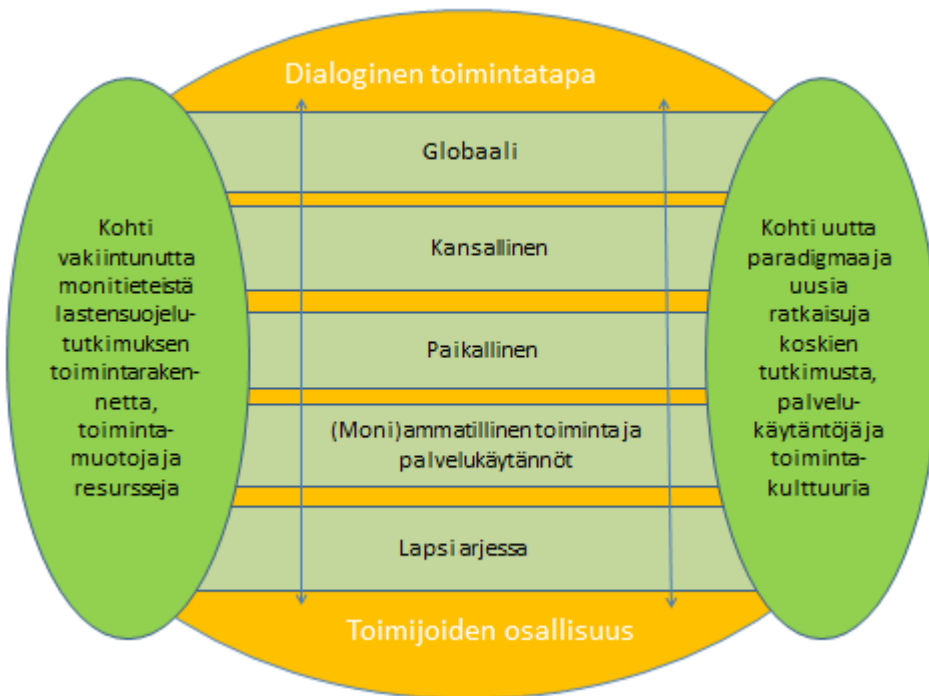 Dialoginen toimintatapa
Globaali
Kansallinen
Paikallinen
(Moni)ammatillinen toiminta ja
palvelukäytännöt
Lapsi arjessa
Toimijoiden osallisuus
Kohti
vakiintunutta
monitieteistä
lastensuojelu-
tutkimuksen
toimintaraken-
netta,
toiminta-
muotoja ja
resursseja
Kohti uutta
paradigmaa ja
uusia
ratkaisuja
koskien
tutkimusta,
palvelu-
käytäntöjä ja
toiminta-
kulttuuria